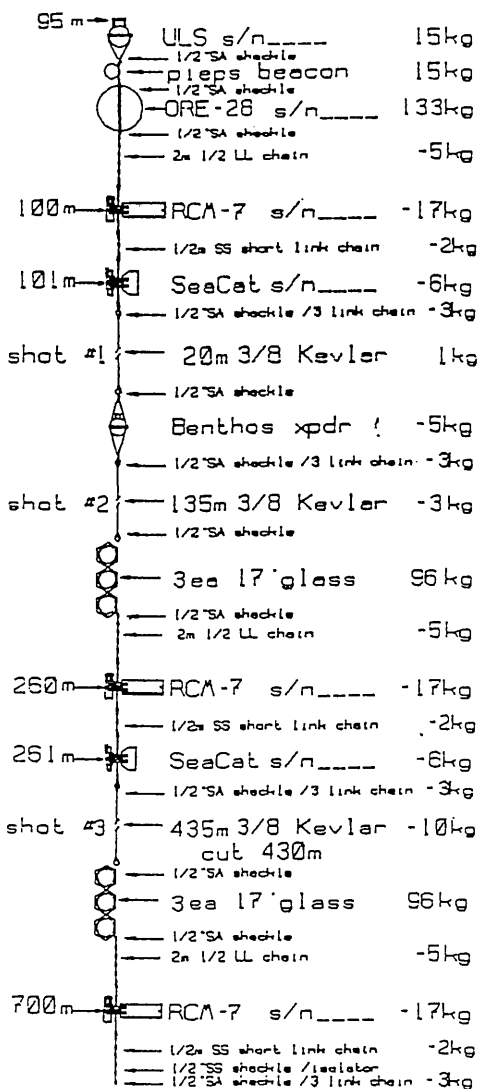 95 m
ULS s/n____ 15kg
1/2"SA shackle
pieps beacon 15kg
1/2"SA shackle
ORE-28 s/n____ 133kg
1/2"SA shackle
2m 1/2 LL chain -5kg
100m RCM-7 s/n____ -17kg
1/2m SS short link chain -2kg
101m SeaCat s/n____ -6kg
1/2"SA shackle /3 link chain -3kg
shot #1 20m 3/8 Kevlar 1kg
1/2"SA shackle
Benthos xpdr ! -5kg
1/2"SA shackle /3 link chain -3kg
shot #2 135m 3/8 Kevlar -3kg
1/2"SA shackle
3ea 17"glass 96kg
1/2"SA shackle
2m 1/2 LL chain -5kg
260m RCM-7 s/n____ -17kg
1/2m SS short link chain -2kg
261m SeaCat s/n____ -6kg
1/2"SA shackle /3 link chain -3kg
shot #3 435m 3/8 Kevlar -10kg
cut 430m
1/2"SA shackle
3ea 17"glass 96kg
1/2"SA shackle
2m 1/2 LL chain -5kg
700m RCM-7 s/n____ -17kg
1/2m SS short link chain -2kg
1/2"SS shackle /isolator
1/2"SA shackle /3 link chain -3kg